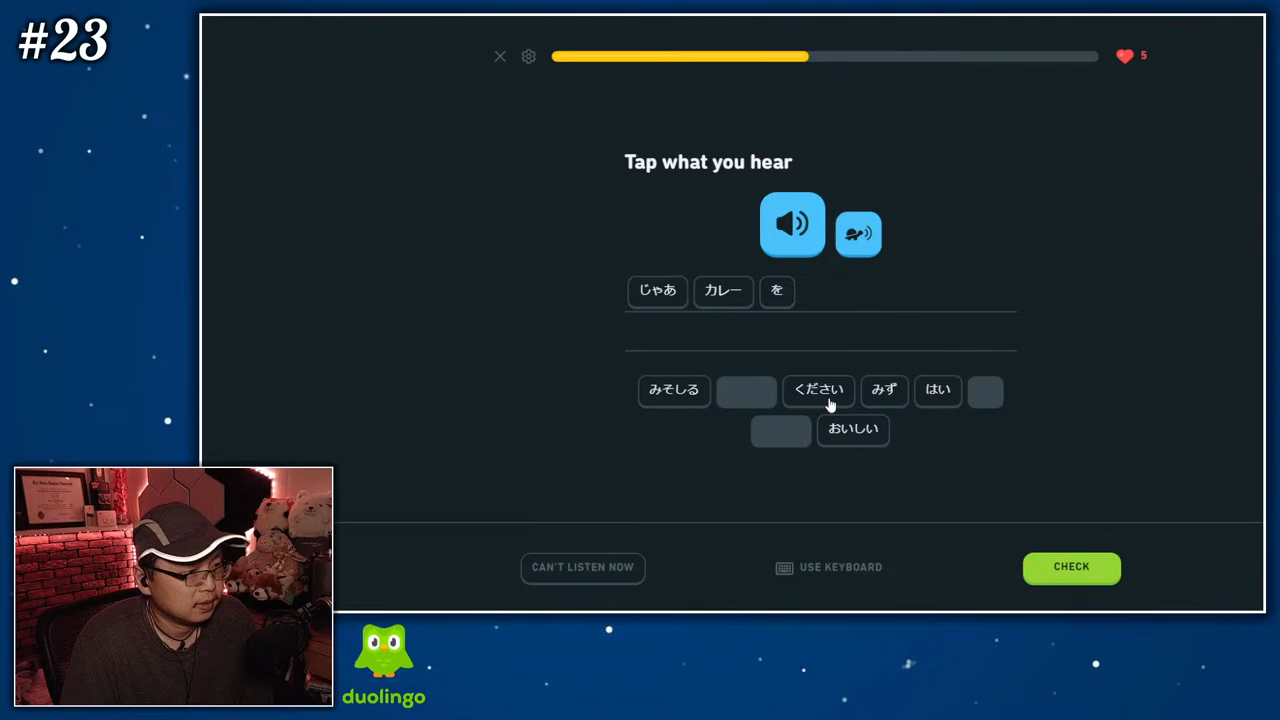 #23
5
Tap what you hear
じゃあ カレー を
みそしる ください みず はい
おいしい
CAN'T LISTEN NOW
USE KEYBOARD
CHECK
duolingo